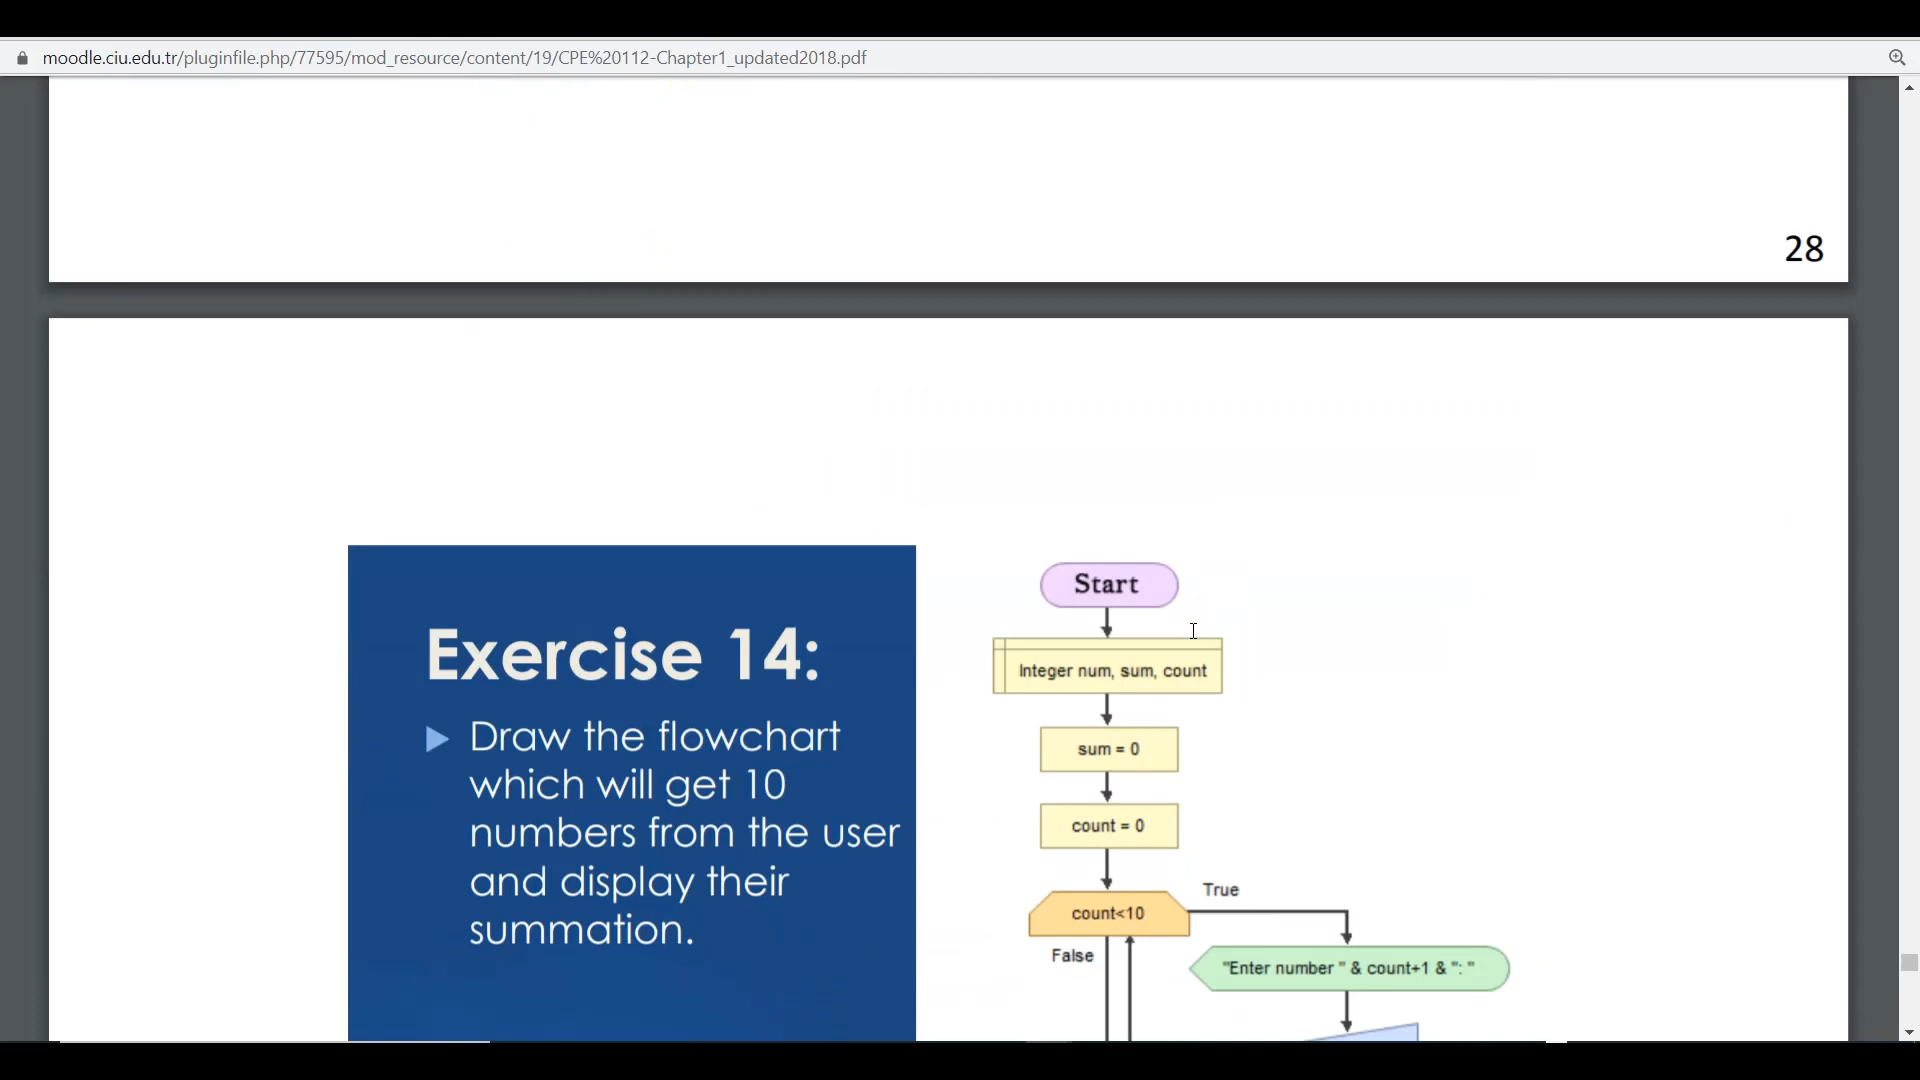 moodle.ciu.edu.tr/pluginfile.php/77595/mod_resource/content/19/CPE%20112-Chapter1_updated2018.pdf
28
Exercise 14:
Draw the flowchart
which will get 10
numbers from the user
and display their
summation.
Start
Integer num, sum, count
sum = 0
count = 0
count<10
True
False
"Enter number " & count+1 & ": "